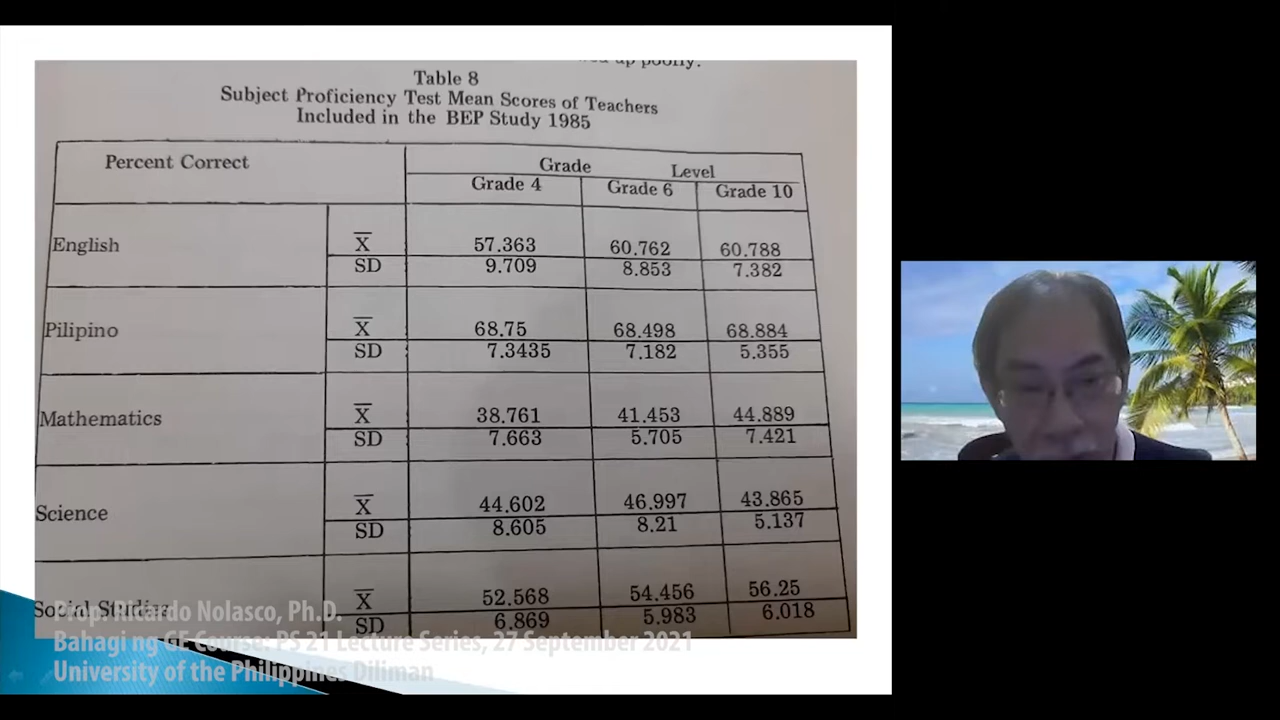 Table 8
Subject Proficiency Test Mean Scores of Teachers
Included in the BEP Study 1985
Percent Correct Grade Level
Grade 4 Grade 6 Grade 10
English X̅ 57.363 60.762 60.788
SD 9.709 8.853 7.382
Pilipino X̅ 68.75 68.498 68.884
SD 7.3435 7.182 5.355
Mathematics X̅ 38.761 41.453 44.889
SD 7.663 5.705 7.421
Science X̅ 44.602 46.997 43.865
SD 8.605 8.21 5.137
Social Studies X̅ 52.568 54.456 56.25
SD 6.869 5.983 6.018
Prop. Ricardo Nolasco, Ph.D.
Bahagi ng GE Course: PS 21 Lecture Series, 27 September 2021
University of the Philippines Diliman